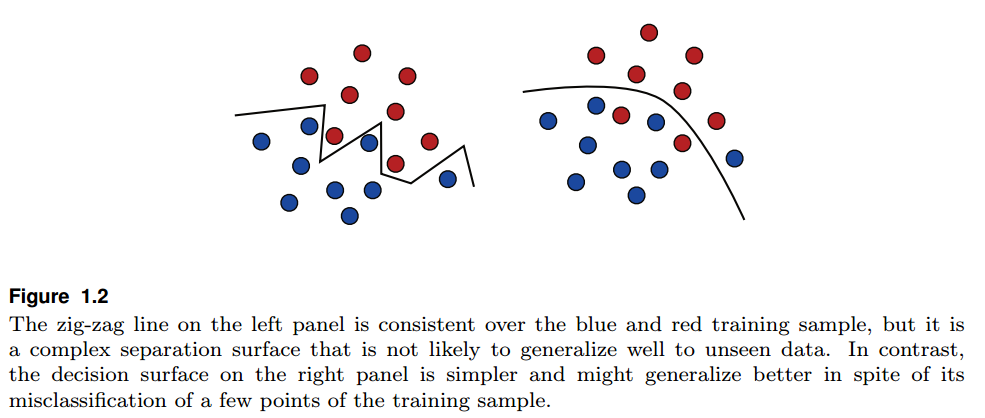 Figure 1.2
The zig-zag line on the left panel is consistent over the blue and red training sample, but it is
a complex separation surface that is not likely to generalize well to unseen data. In contrast,
the decision surface on the right panel is simpler and might generalize better in spite of its
misclassification of a few points of the training sample.